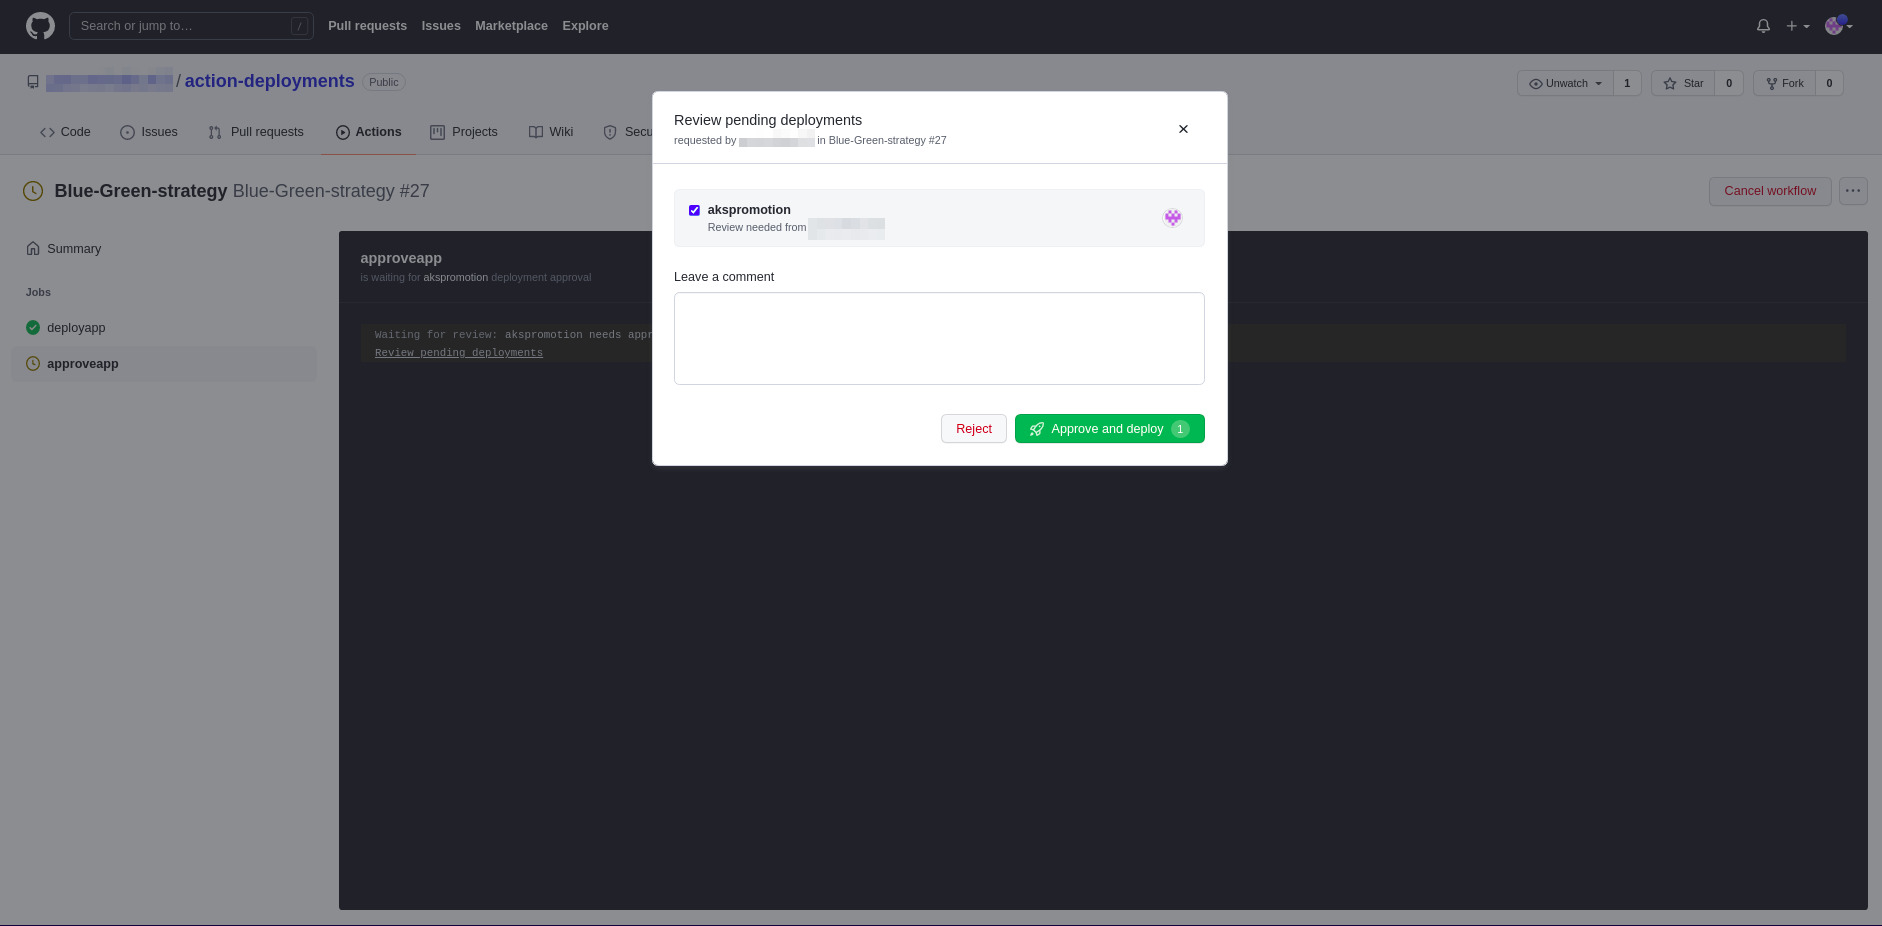 Search or jump to… /
Pull requests Issues Marketplace Explore
/ action-deployments Public
Unwatch 1 Star 0 Fork 0
Code Issues Pull requests Actions Projects Wiki Secu
Blue-Green-strategy Blue-Green-strategy #27
Cancel workflow ...
Summary
Jobs
deployapp
approveapp
approveapp
is waiting for akspromotion deployment approval
Waiting for review: akspromotion needs appr
Review pending deployments
Review pending deployments
requested by in Blue-Green-strategy #27
akspromotion
Review needed from
Leave a comment
Reject Approve and deploy 1